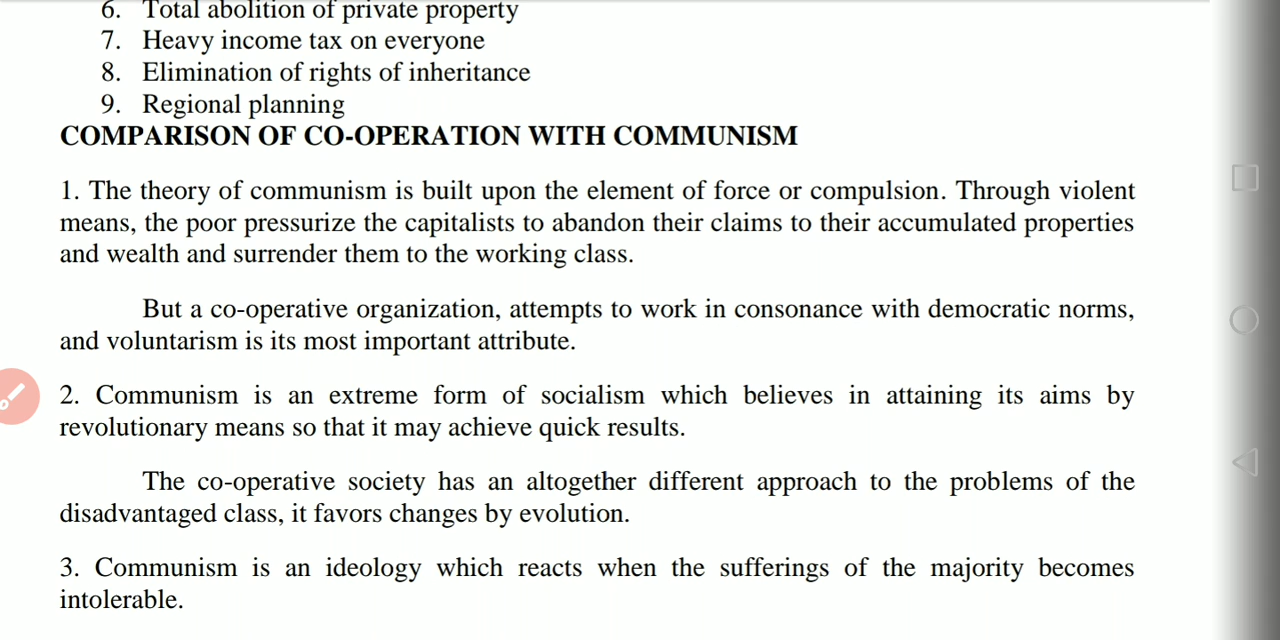 6. Total abolition of private property
7. Heavy income tax on everyone
8. Elimination of rights of inheritance
9. Regional planning
COMPARISON OF CO-OPERATION WITH COMMUNISM
1. The theory of communism is built upon the element of force or compulsion. Through violent
means, the poor pressurize the capitalists to abandon their claims to their accumulated properties
and wealth and surrender them to the working class.
But a co-operative organization, attempts to work in consonance with democratic norms,
and voluntarism is its most important attribute.
2. Communism is an extreme form of socialism which believes in attaining its aims by
revolutionary means so that it may achieve quick results.
The co-operative society has an altogether different approach to the problems of the
disadvantaged class, it favors changes by evolution.
3. Communism is an ideology which reacts when the sufferings of the majority becomes
intolerable.